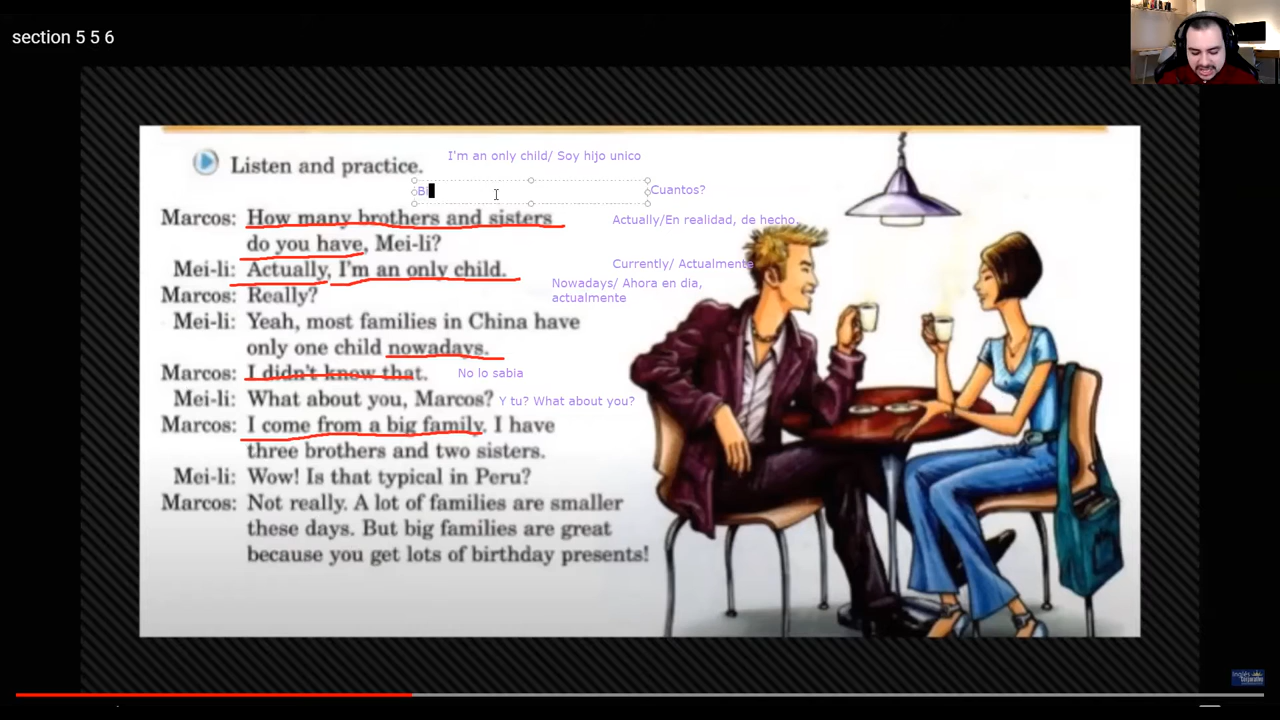 section 5 5 6
Listen and practice.
I'm an only child/ Soy hijo unico
Bi
Cuantos?
Marcos: How many brothers and sisters
do you have, Mei-li?
Actually/En realidad, de hecho.
Mei-li: Actually, I'm an only child.
Currently/ Actualmente
Marcos: Really?
Nowadays/ Ahora en dia,
actualmente
Mei-li: Yeah, most families in China have
only one child nowadays.
Marcos: I didn't know that.
No lo sabia
Mei-li: What about you, Marcos?
Y tu? What about you?
Marcos: I come from a big family. I have
three brothers and two sisters.
Mei-li: Wow! Is that typical in Peru?
Marcos: Not really. A lot of families are smaller
these days. But big families are great
because you get lots of birthday presents!
Inglés
Corporativo